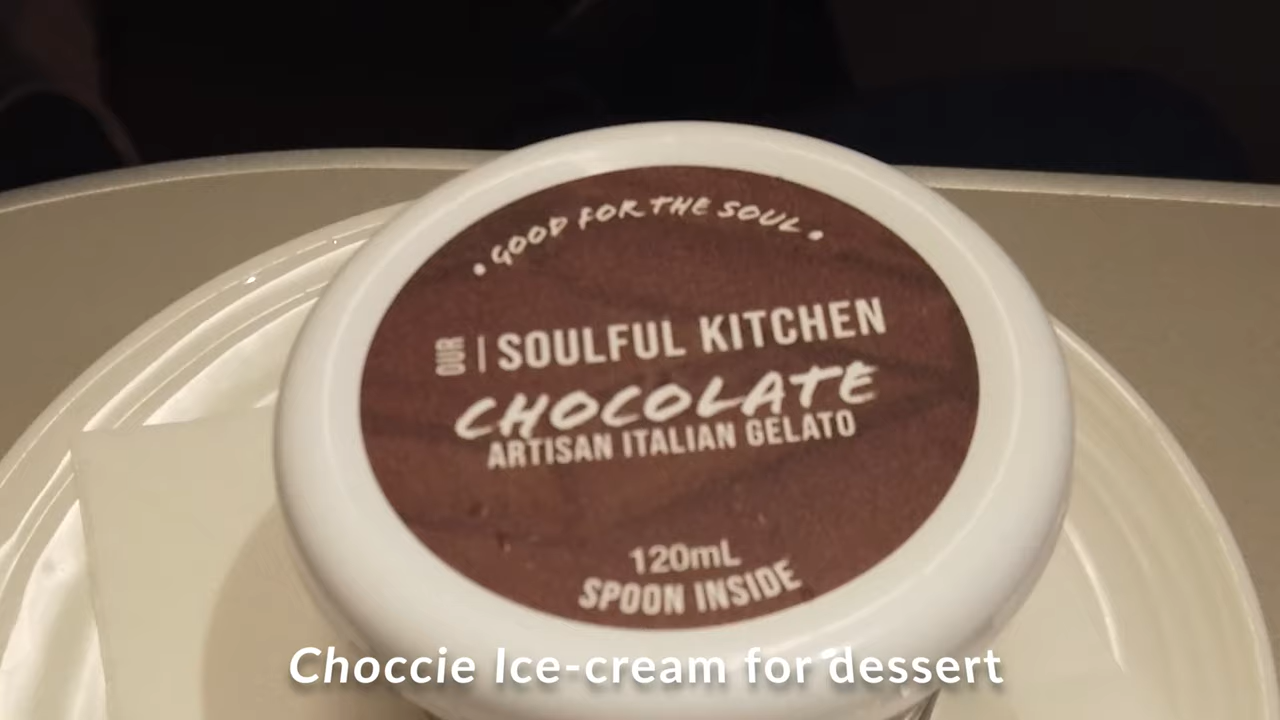 • GOOD FOR THE SOUL •
OUR | SOULFUL KITCHEN
CHOCOLATE
ARTISAN ITALIAN GELATO
120mL
SPOON INSIDE
Choccie Ice-cream for dessert